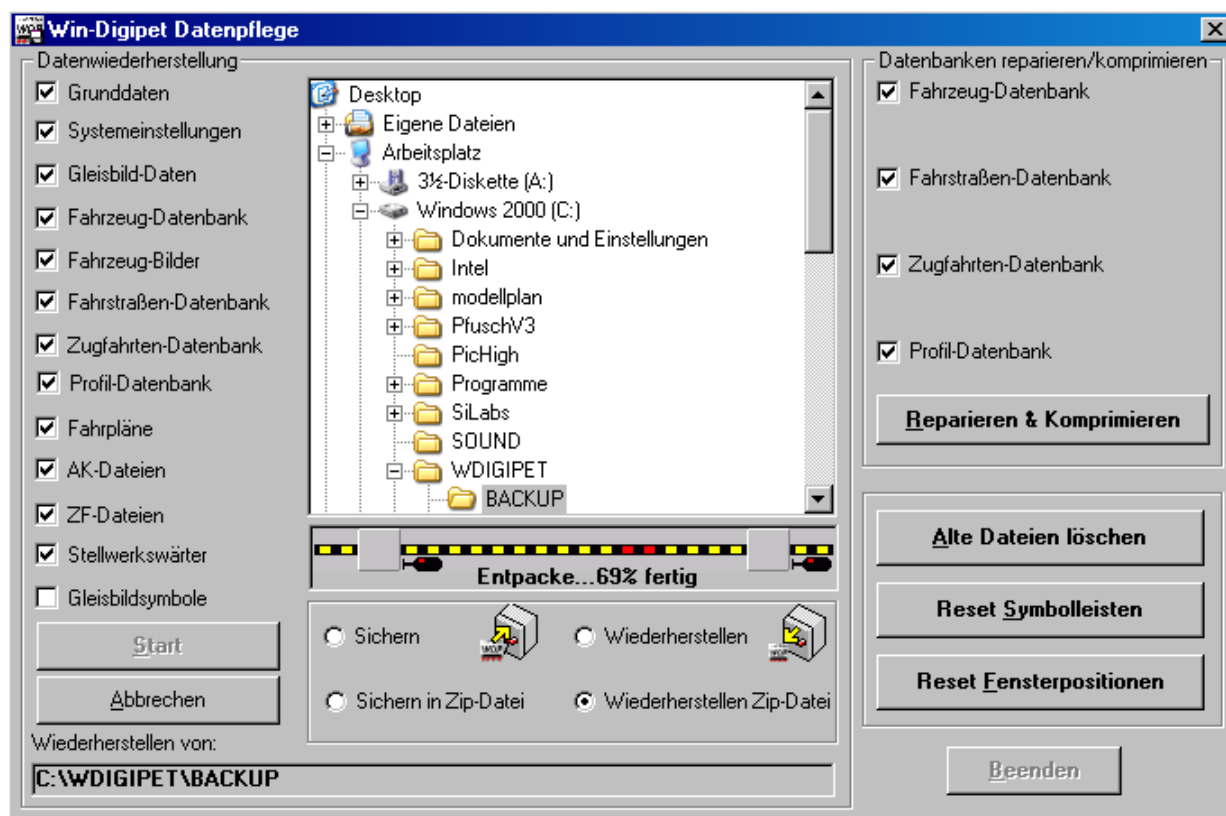 Win-Digipet Datenpflege
Datenwiederherstellung
Grunddaten
Systemeinstellungen
Gleisbild-Daten
Fahrzeug-Datenbank
Fahrzeug-Bilder
Fahrstraßen-Datenbank
Zugfahrten-Datenbank
Profil-Datenbank
Fahrpläne
AK-Dateien
ZF-Dateien
Stellwerkswärter
Gleisbildsymbole
Start
Abbrechen
Desktop
Eigene Dateien
Arbeitsplatz
3½-Diskette (A:)
Windows 2000 (C:)
Dokumente und Einstellungen
Intel
modellplan
PfuschV3
PicHigh
Programme
SiLabs
SOUND
WDIGIPET
BACKUP
Entpacke...69% fertig
Sichern
Wiederherstellen
Sichern in Zip-Datei
Wiederherstellen Zip-Datei
Wiederherstellen von:
C:\WDIGIPET\BACKUP
Datenbanken reparieren/komprimieren
Fahrzeug-Datenbank
Fahrstraßen-Datenbank
Zugfahrten-Datenbank
Profil-Datenbank
Reparieren & Komprimieren
Alte Dateien löschen
Reset Symbolleisten
Reset Fensterpositionen
Beenden